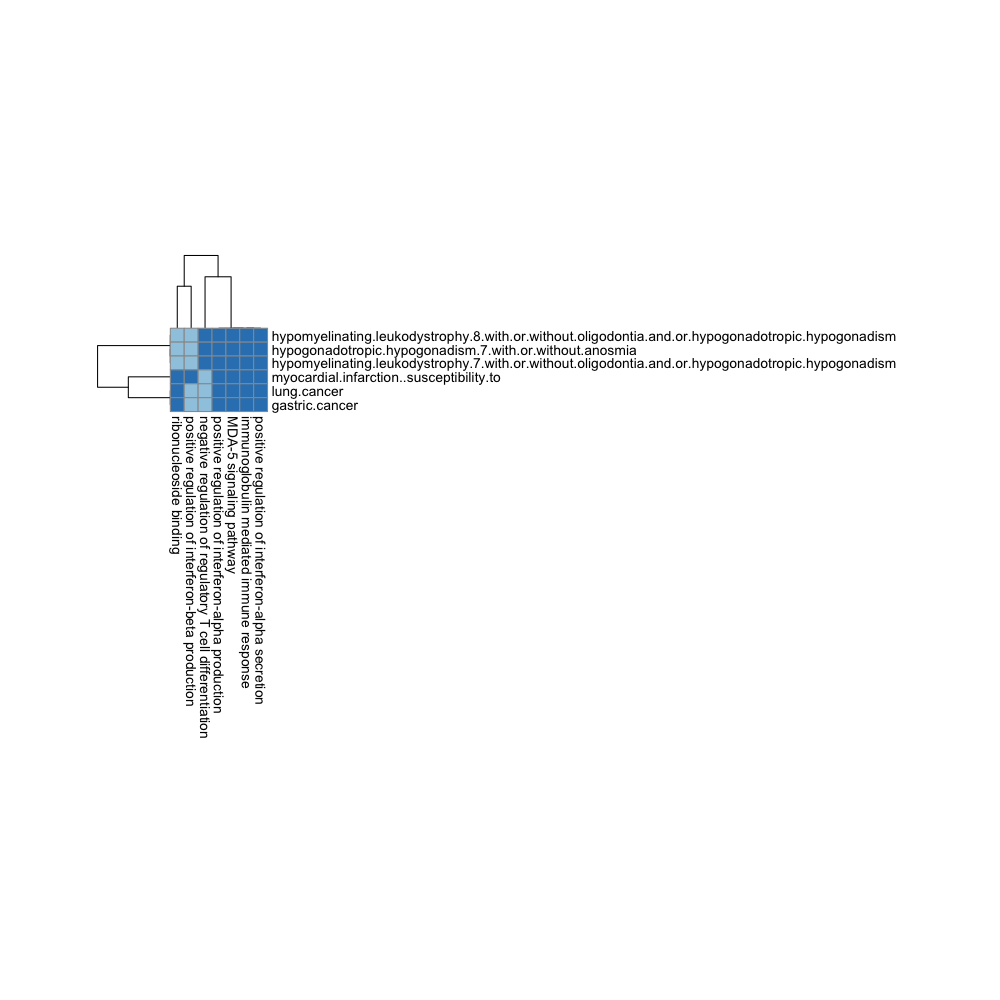 hypomyelinating.leukodystrophy.8.with.or.without.oligodontia.and.or.hypogonadotropic.hypogonadism
hypogonadotropic.hypogonadism.7.with.or.without.anosmia
hypomyelinating.leukodystrophy.7.with.or.without.oligodontia.and.or.hypogonadotropic.hypogonadism
myocardial.infarction..susceptibility.to
lung.cancer
gastric.cancer
ribonucleoside binding
positive regulation of interferon-beta production
negative regulation of regulatory T cell differentiation
positive regulation of interferon-alpha production
MDA-5 signaling pathway
immunoglobulin mediated immune response
positive regulation of interferon-alpha secretion